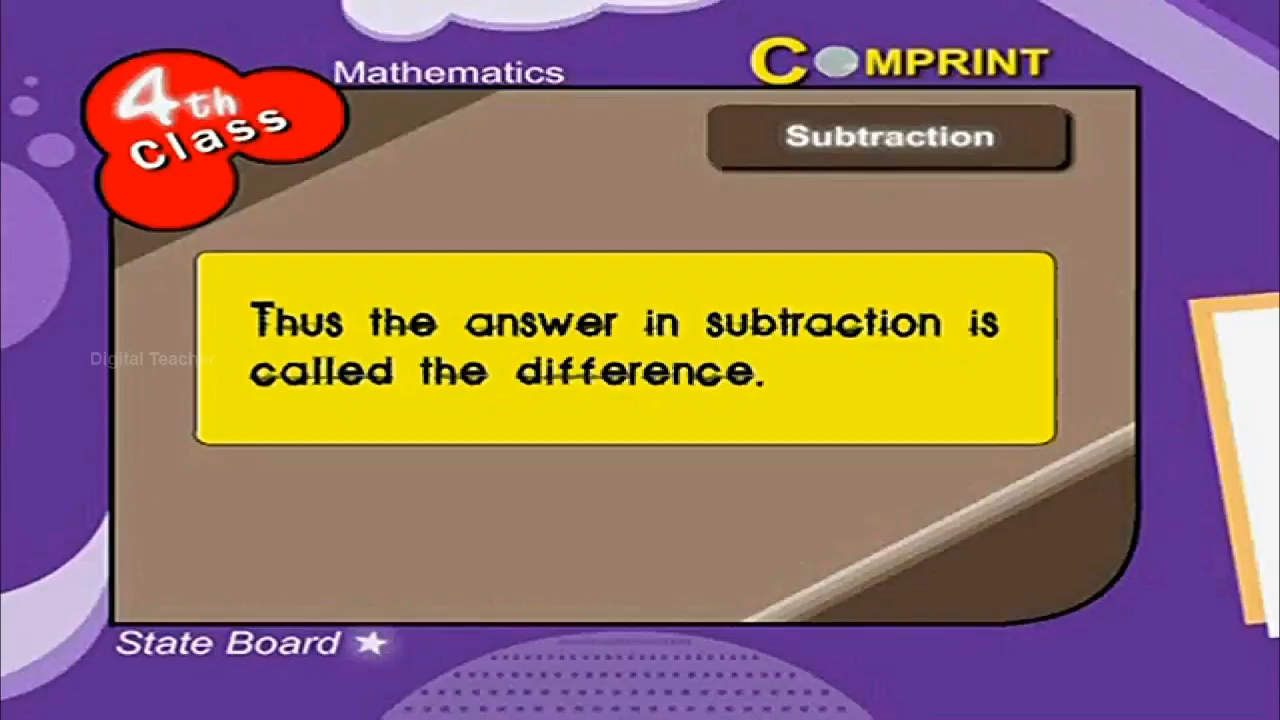 Mathematics
COMPRINT
4th
Class
Subtraction
Thus the answer in subtraction is
called the difference.
Digital Teacher
State Board